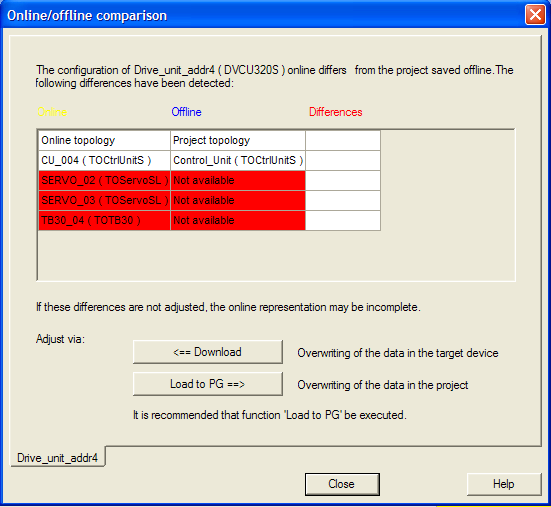 Online/offline comparison
The configuration of Drive_unit_addr4 ( DVCU320S ) online differs from the project saved offline.The
following differences have been detected:
Online Offline Differences
Online topology Project topology
CU_004 ( TOCtrlUnitS ) Control_Unit ( TOCtrlUnitS )
SERVO_02 ( TOServoSL ) Not available
SERVO_03 ( TOServoSL ) Not available
TB30_04 ( TOTB30 ) Not available
If these differences are not adjusted, the online representation may be incomplete.
Adjust via:
<== Download Overwriting of the data in the target device
Load to PG ==> Overwriting of the data in the project
It is recommended that function 'Load to PG' be executed.
Drive_unit_addr4
Close Help